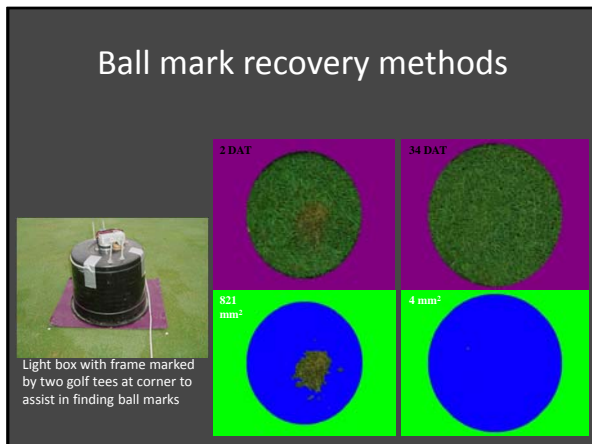 Ball mark recovery methods
2 DAT
34 DAT
821
mm²
4 mm²
Light box with frame marked
by two golf tees at corner to
assist in finding ball marks